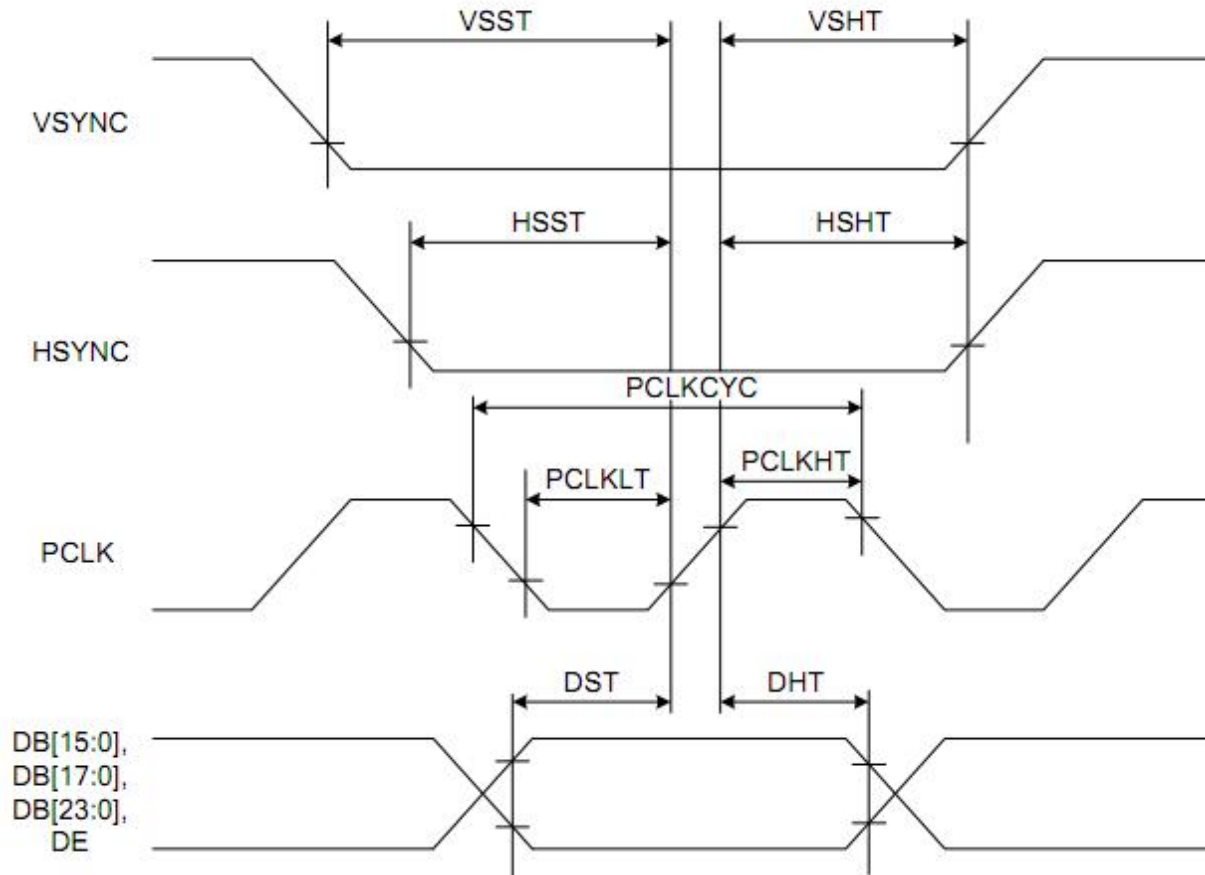 VSST
VSHT
VSYNC
HSST
HSHT
HSYNC
PCLKCYC
PCLKLT
PCLKHT
PCLK
DST
DHT
DB[15:0],
DB[17:0],
DB[23:0],
DE